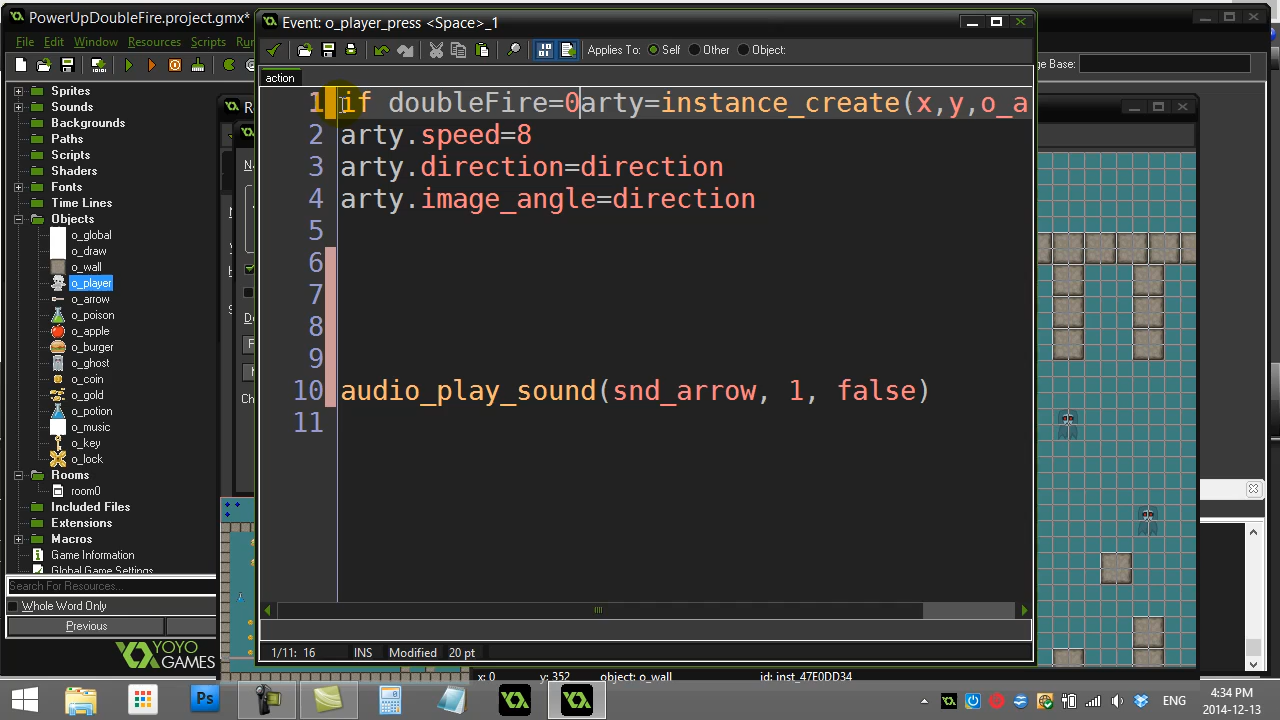 PowerUpDoubleFire.project.gmx*
File Edit Window Resources Scripts Ru
Sprites
Sounds
Backgrounds
Paths
Scripts
Shaders
Fonts
Time Lines
Objects
o_global
o_draw
o_wall
o_player
o_arrow
o_poison
o_apple
o_burger
o_ghost
o_coin
o_gold
o_potion
o_music
o_key
o_lock
Rooms
room0
Included Files
Extensions
Macros
Game Information
Global Game Settings
Search For Resources...
Whole Word Only
Previous
YOYO
GAMES
Event: o_player_press <Space>_1
Applies To: Self Other Object:
action
1 if doubleFire=0arty=instance_create(x,y,o_a
2 arty.speed=8
3 arty.direction=direction
4 arty.image_angle=direction
5
6
7
8
9
10 audio_play_sound(snd_arrow, 1, false)
11
1/11: 16 INS Modified 20 pt
ge Base:
x: 0 y: 352 object: o_wall id: inst_47E0DD34
Ps
ENG
4:34 PM
2014-12-13